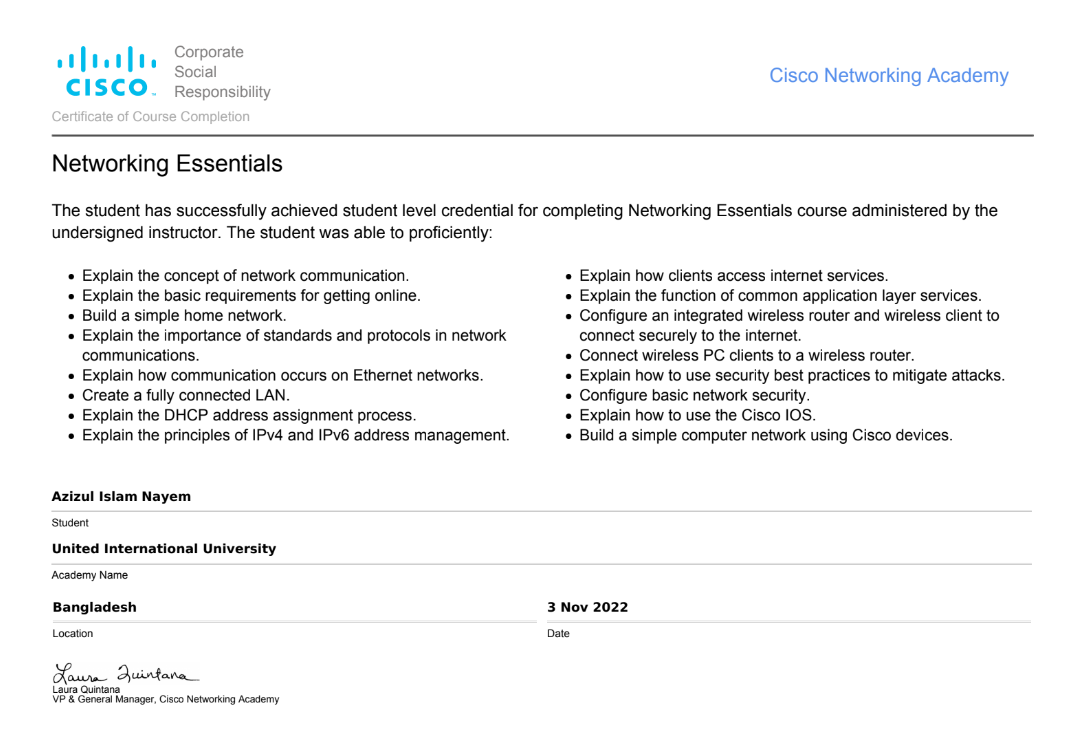 CISCO
Corporate
Social
Responsibility
Cisco Networking Academy
Certificate of Course Completion
Networking Essentials
The student has successfully achieved student level credential for completing Networking Essentials course administered by the
undersigned instructor. The student was able to proficiently:
• Explain the concept of network communication.
• Explain the basic requirements for getting online.
• Build a simple home network.
• Explain the importance of standards and protocols in network
communications.
• Explain how communication occurs on Ethernet networks.
• Create a fully connected LAN.
• Explain the DHCP address assignment process.
• Explain the principles of IPv4 and IPv6 address management.
• Explain how clients access internet services.
• Explain the function of common application layer services.
• Configure an integrated wireless router and wireless client to
connect securely to the internet.
• Connect wireless PC clients to a wireless router.
• Explain how to use security best practices to mitigate attacks.
• Configure basic network security.
• Explain how to use the Cisco IOS.
• Build a simple computer network using Cisco devices.
Azizul Islam Nayem
Student
United International University
Academy Name
Bangladesh
Location
3 Nov 2022
Date
Laura Quintana
Laura Quintana
VP & General Manager, Cisco Networking Academy